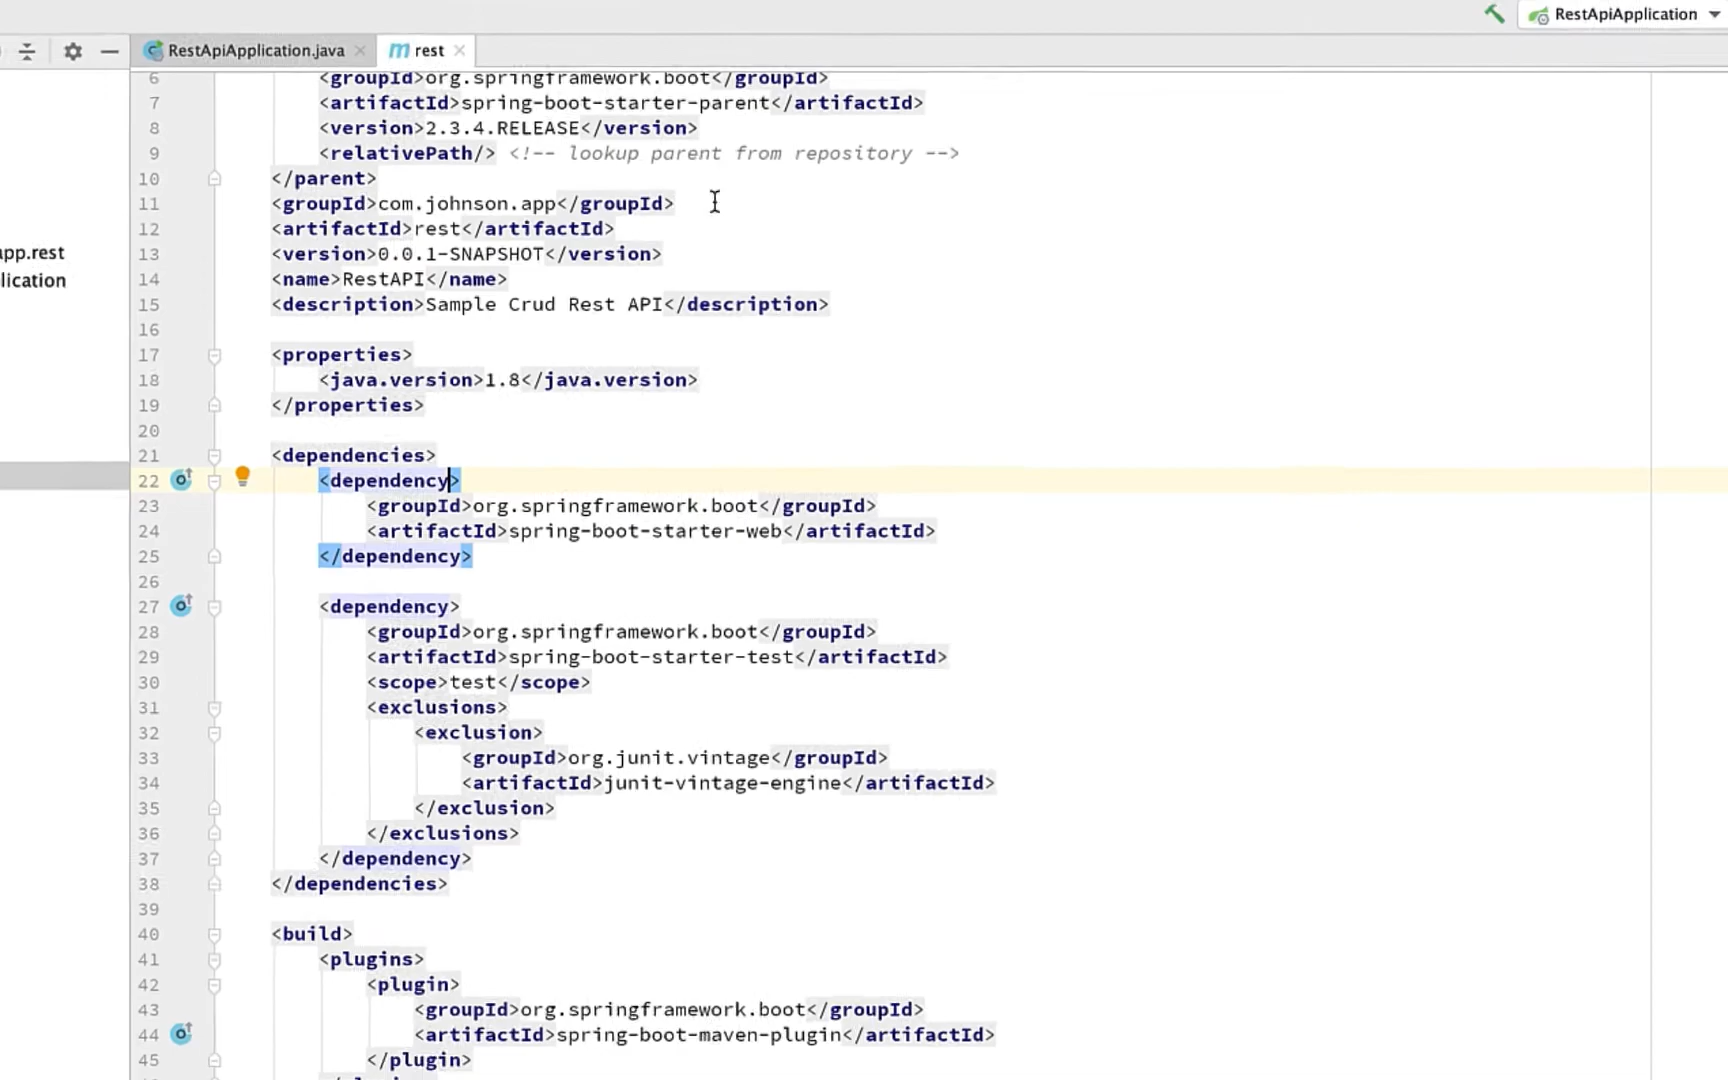 RestApiApplication
RestApiApplication.java
rest
6 <groupId>org.springframework.boot</groupId>
7 <artifactId>spring-boot-starter-parent</artifactId>
8 <version>2.3.4.RELEASE</version>
9 <relativePath/> <!-- lookup parent from repository -->
10 </parent>
11 <groupId>com.johnson.app</groupId>
12 <artifactId>rest</artifactId>
app.rest
13 <version>0.0.1-SNAPSHOT</version>
lication
14 <name>RestAPI</name>
15 <description>Sample Crud Rest API</description>
16
17 <properties>
18 <java.version>1.8</java.version>
19 </properties>
20
21 <dependencies>
22 <dependency>
23 <groupId>org.springframework.boot</groupId>
24 <artifactId>spring-boot-starter-web</artifactId>
25 </dependency>
26
27 <dependency>
28 <groupId>org.springframework.boot</groupId>
29 <artifactId>spring-boot-starter-test</artifactId>
30 <scope>test</scope>
31 <exclusions>
32 <exclusion>
33 <groupId>org.junit.vintage</groupId>
34 <artifactId>junit-vintage-engine</artifactId>
35 </exclusion>
36 </exclusions>
37 </dependency>
38 </dependencies>
39
40 <build>
41 <plugins>
42 <plugin>
43 <groupId>org.springframework.boot</groupId>
44 <artifactId>spring-boot-maven-plugin</artifactId>
45 </plugin>